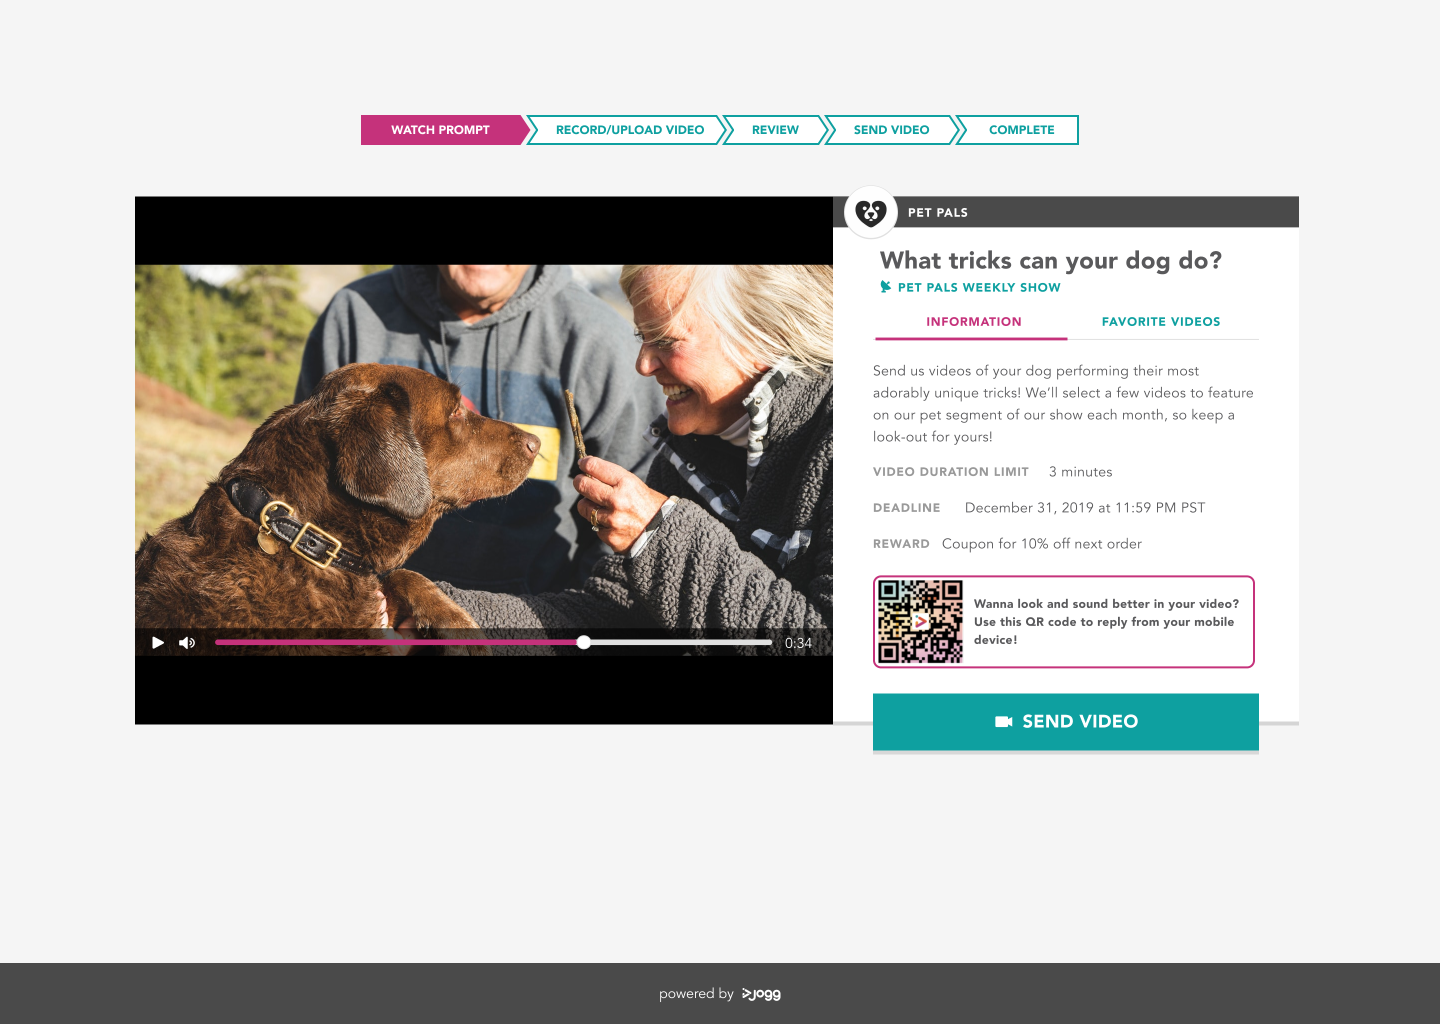 WATCH PROMPT
RECORD/UPLOAD VIDEO
REVIEW
SEND VIDEO
COMPLETE
PET PALS
What tricks can your dog do?
PET PALS WEEKLY SHOW
INFORMATION
FAVORITE VIDEOS
Send us videos of your dog performing their most
adorably unique tricks! We’ll select a few videos to feature
on our pet segment of our show each month, so keep a
look-out for yours!
VIDEO DURATION LIMIT 3 minutes
DEADLINE December 31, 2019 at 11:59 PM PST
REWARD Coupon for 10% off next order
Wanna look and sound better in your video?
Use this QR code to reply from your mobile
device!
0:34
SEND VIDEO
powered by jogg